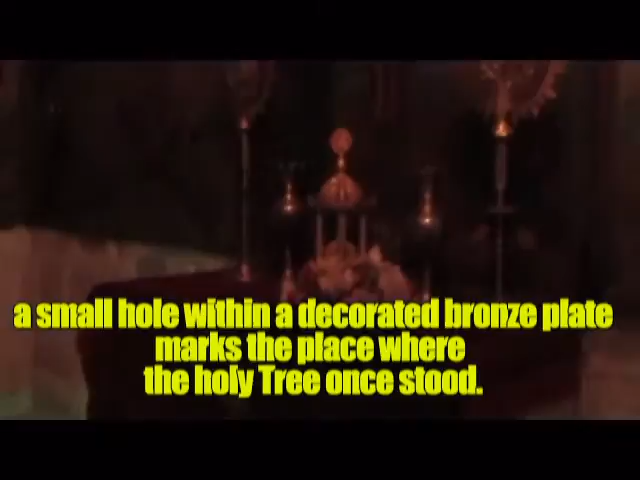 a small hole within a decorated bronze plate
marks the place where
the holy Tree once stood.